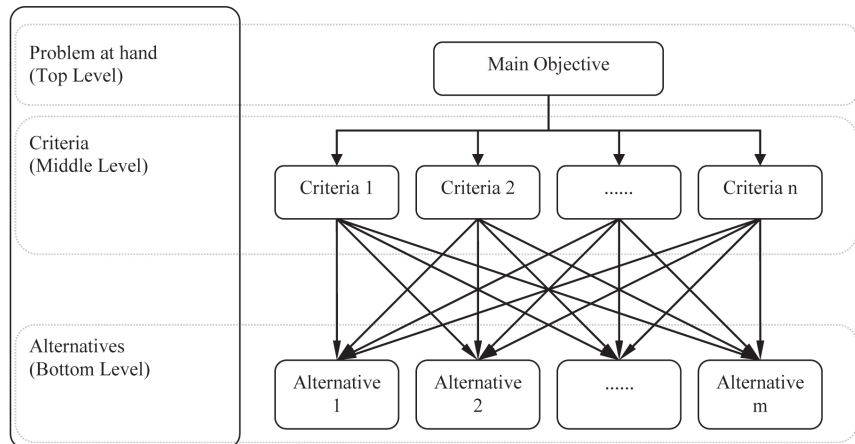 Problem at hand
(Top Level)
Main Objective
Criteria
(Middle Level)
Criteria 1
Criteria 2
......
Criteria n
Alternatives
(Bottom Level)
Alternative
1
Alternative
2
......
Alternative
m